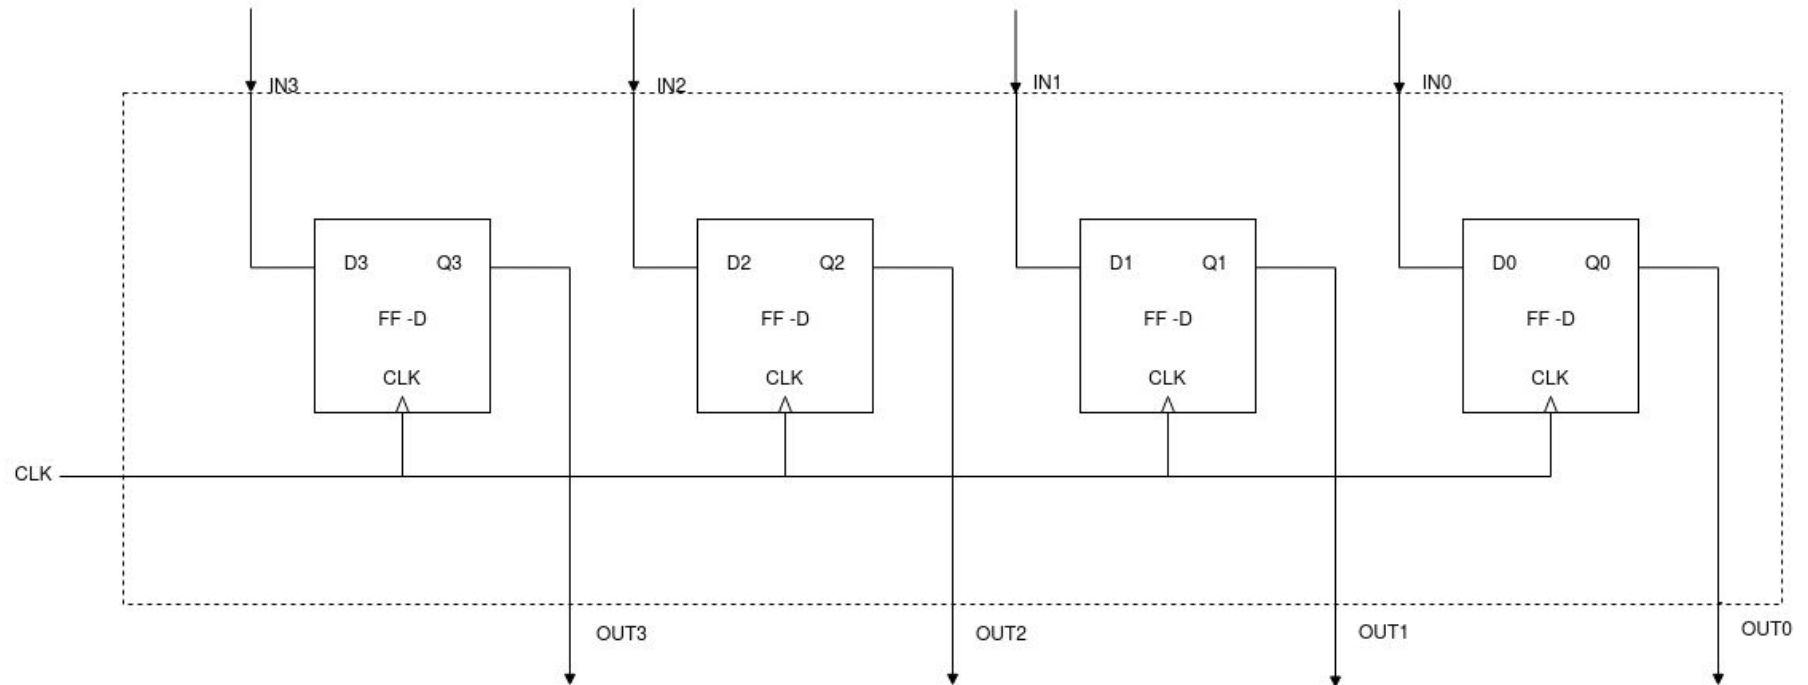 IN3
IN2
IN1
IN0
D3 Q3
FF -D
CLK
D2 Q2
FF -D
CLK
D1 Q1
FF -D
CLK
D0 Q0
FF -D
CLK
CLK
OUT3
OUT2
OUT1
OUT0